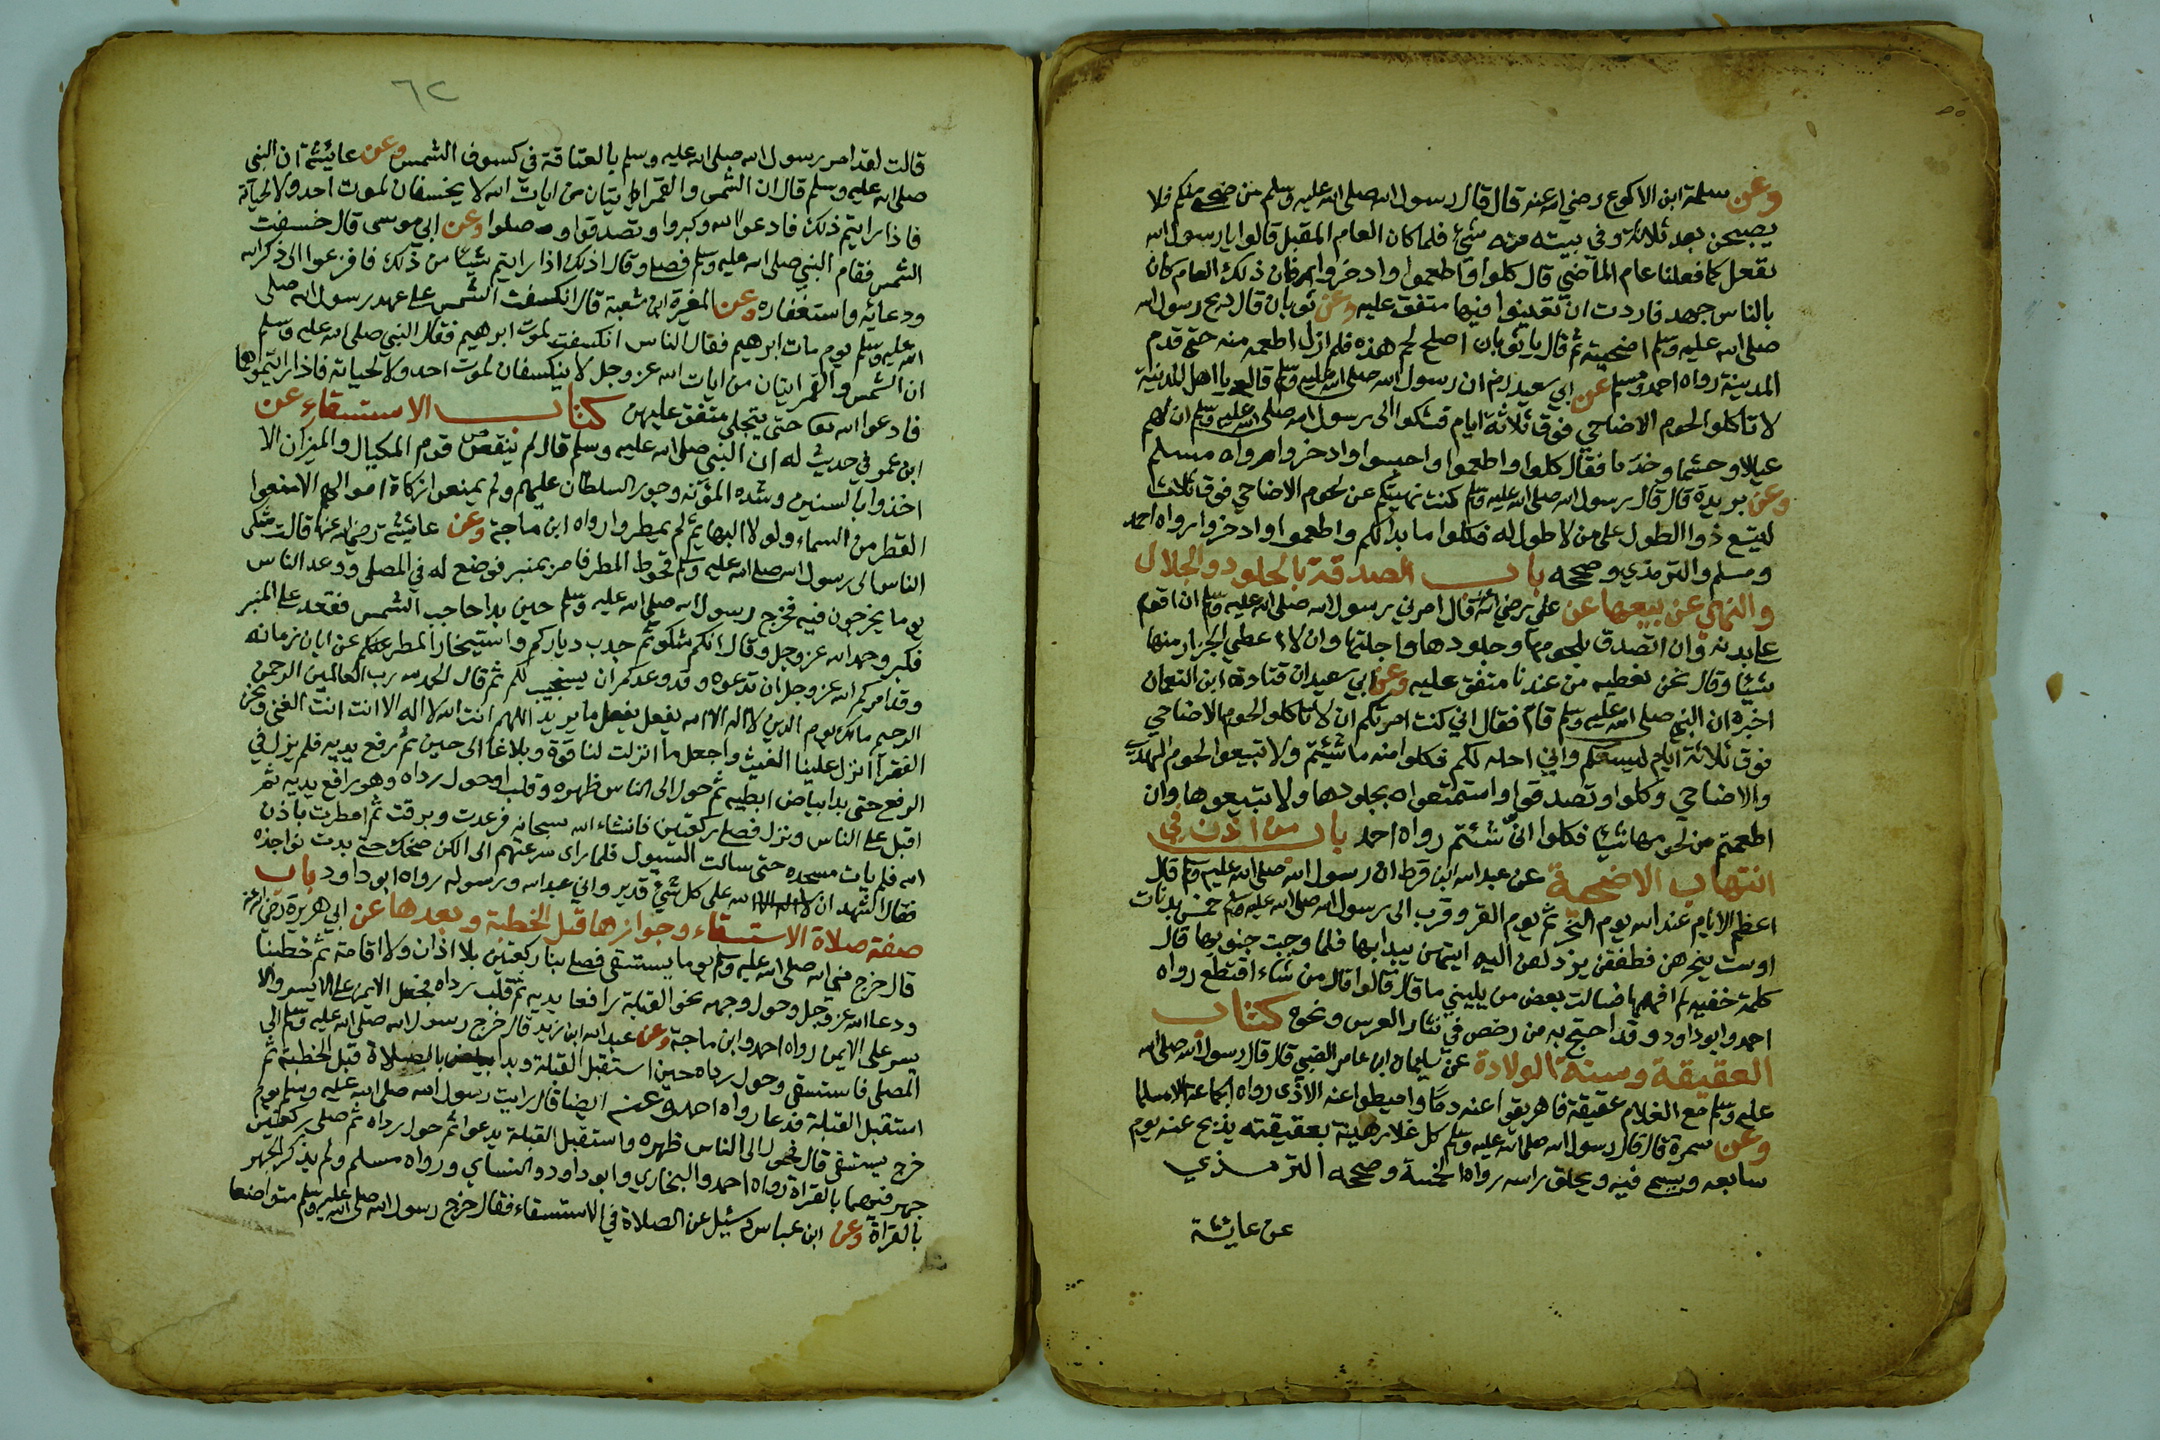 وعن سلمة ابن الاكوع رضي الله عنه قال قال رسول الله صلى الله عليه وسلم من ضحى منكم فلا
يصبحن بعد ثلاثة وفي بيته منه شيء فلما كان العام المقبل قالوا يا رسول الله
نفعل كما فعلنا عام الماضي قال كلوا واطعموا وادخروا فان ذلك العام كان
بالناس جهد فاردت ان تعينوا فيها متفق عليه وعن ثوبان قال ذبح رسول الله
صلى الله عليه وسلم اضحيته ثم قال يا ثوبان اصلح لحم هذه فلم ازل اطعمه منه حتى قدم
المدينة رواه احمد ومسلم عن ابي سعيد ان رسول الله صلى الله عليه وسلم قال يا اهل المدينة
لا تاكلوا لحوم الاضاحي فوق ثلاثة ايام فشكوا الى رسول الله صلى الله عليه وسلم ان لهم
عيالا وحشما وخدما فقال كلوا واطعموا واحبسوا وادخروا رواه مسلم
وعن بريدة قال قال رسول الله صلى الله عليه وسلم كنت نهيتكم عن لحوم الاضاحي فوق ثلاث
ليتسع ذوا الطول على من لا طول له فكلوا ما بدا لكم واطعموا وادخروا رواه احمد
ومسلم والترمذي وصححه باب الصدقة بالجلود والجلال
والنهي عن بيعها عن علي رضي الله قال امرني رسول الله صلى الله عليه وسلم ان اقوم
على بدنه وان اتصدق بلحومها وجلودها واجلتها وان لا اعطي الجزار منها
شيئا وقال نحن نعطيه من عندنا متفق عليه وعن ابي سعيد ان قتادة ابن النعمان
اخبره ان النبي صلى الله عليه وسلم قام فقال اني كنت امرتكم ان لا تاكلوا لحوم الاضاحي
فوق ثلاثة ايام ليسعكم واني احله لكم فكلوا منه ما شئتم ولا تبيعوا لحوم الهدي
والاضاحي وكلوا وتصدقوا واستمتعوا بجلودها ولا تبيعوها وان
اطعمتم من لحومها شيئا فكلوا انى شئتم رواه احمد باب من اذن في
انتهاب الاضحية عن عبد الله ابن قرط ان رسول الله صلى الله عليه وسلم قال
اعظم الايام عند الله يوم النحر ثم يوم القر وقرب الى رسول الله صلى الله عليه وسلم خمس بدنات
او ست ينحرهن فطفقن يزدلفن اليه ايتهن يبدا بها فلما وجبت جنوبها قال
كلمة خفيه لم افهمها فسالت بعض من يليني ما قال قالوا قال من شاء اقتطع رواه
احمد وابو داود وقد احتج به من رخص في نثار العرس ونحوه كتاب
العقيقة وسنة الولادة عن سليمان ابن عامر الضبي قال قال رسول الله صلى الله
عليه وسلم مع الغلام عقيقة فاهريقوا عنه دما واميطوا عنه الاذى رواه الجماعة الا مسلما
وعن سمرة قال قال رسول الله صلى الله عليه وسلم كل غلام رهينة بعقيقته يذبح عنه يوم
سابعه ويسم فيه ويحلق راسه رواه الخمسة وصححه الترمذي
عن عايشة
٦٢
قالت لقد امر رسول الله صلى الله عليه وسلم بالعتاقة في كسوف الشمس وعن عايشة ان النبي
صلى الله عليه وسلم قال ان الشمس والقمر ايتيان من ايات الله لا يخسفان لموت احد ولا لحياته
فاذا رايتم ذلك فادعوا الله وكبروا وتصدقوا وصلوا وعن ابي موسى قال خسفت
الشمس فقام النبي صلى الله عليه وسلم فصلى وقال اذا رايتم شيئا من ذلك فافزعوا الى ذكر الله
ودعائه واستغفاره وعن المغيرة ابن شعبة قال انكسفت الشمس على عهد رسول الله صلى
الله عليه وسلم يوم مات ابرهيم فقال الناس انكسفت لموت ابرهيم فقال النبي صلى الله عليه وسلم
ان الشمس والقمر ايتان من ايات الله عز وجل لا ينكسفان لموت احد ولا لحياته فاذا رايتموها
فادعوا الله حتى يتجلى متفق عليهن كتاب الاستسقاء عن
ابن عمر في حديث له ان النبي صلى الله عليه وسلم قال لم ينقص قوم المكيال والميزان الا
اخذوا بالسنين وشده المؤنه وجور السلطان عليهم ولم يمنعوا زكاة اموالهم الا منعوا
القطر من السماء ولولا البهايم لم يمطروا رواه ابن ماجة وعن عايشة رضي الله عنها قالت شكى
الناس الى رسول الله صلى الله عليه وسلم قحوط المطر فامر بمنبر فوضع له في المصلى ووعد الناس
يوما يخرجون فيه فخرج رسول الله صلى الله عليه وسلم حين بدا حاجب الشمس فقعد على المنبر
فكبر وحمد الله عز وجل وقال انكم شكوتم جدب دياركم واستيخار المطر عنكم عن ابان زمانه
وقد امركم الله عز وجل ان تدعوه وقد وعدكم ان يستجيب لكم ثم قال الحمد لله رب العالمين الرحمن
الرحيم مالك يوم الدين لا اله الا الله يفعل ما يريد اللهم انت الله لا اله الا انت انت الغني ونحن
الفقراء انزل علينا الغيث واجعل ما انزلت لنا قوة وبلاغا الى حين ثم رفع يديه فلم يزل في
الرفع حتى بدا بياض ابطيه ثم حول الى الناس ظهره وقلب او حول رداه وهو رافع يديه ثم
اقبل على الناس ونزل فصلى ركعتين فانشاء الله سحابه فرعدت وبرقت ثم امطرت باذن
الله فلم يات مسجده حتى سالت السيول فلما راى سرعتهم الى الكن ضحك حتى بدت نواجذه
فقال اشهد ان الله على كل شيء قدير واني عبد الله ورسوله رواه ابو داود باب
صفة صلاة الاستسقاء وجوازها قبل الخطبة وبعدها عن ابي هريرة رضي الله عنه
قال خرج نبي الله صلى الله عليه وسلم يوما يستسقي فصلى بنا ركعتين بلا اذان ولا اقامة ثم خطبنا
ودعا الله عز وجل وحول وجهه نحو القبلة رافعا يديه ثم قلب رداه فجعل الايمن على الايسر والا
يسر على الايمن رواه احمد وابن ماجة وعن عبد الله ابن زيد قال خرج رسول الله صلى الله عليه وسلم الى
المصلى فاستسقى وحول رداه حين استقبل القبلة وبدا بالصلاة قبل الخطبة ثم
استقبل القبلة فدعا رواه احمد وعنه ايضا قال رايت رسول الله صلى الله عليه وسلم يوم
خرج يستسقي قال فحول الى الناس ظهره واستقبل القبلة يدعوا ثم حول رداه ثم صلى ركعتين
جهر فيهما بالقراة رواه احمد والبخاري وابو داود والنساي ورواه مسلم ولم يذكر الجهر
بالقراة وعن ابن عباس وسئل عن الصلاة في الاستسقاء فقال خرج رسول الله صلى الله عليه وسلم متواضعا